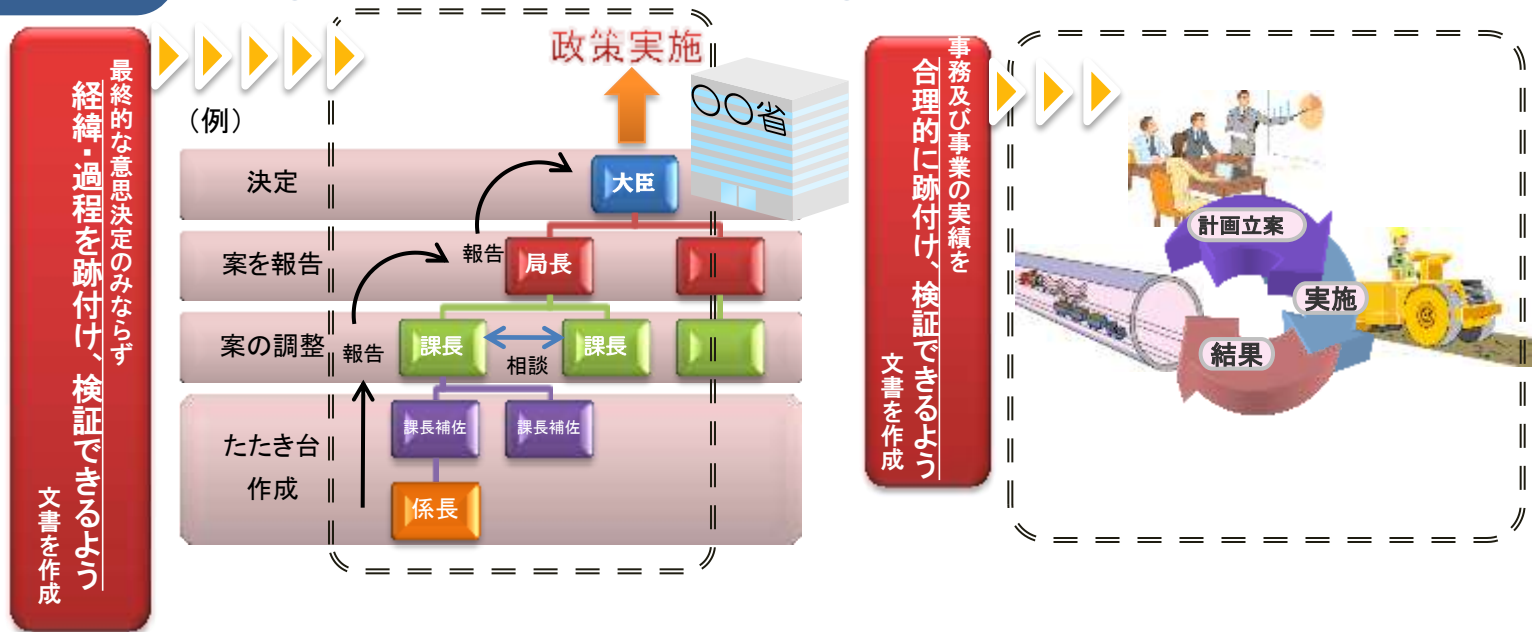 最終的な意思決定のみならず
経緯・過程を跡付け、検証できるよう
文書を作成
(例)
政策実施
〇〇省
決定
大臣
案を報告
報告
局長
案の調整
報告
課長
相談
課長
たたき台
作成
課長補佐
課長補佐
係長
事務及び事業の実績を
合理的に跡付け、検証できるよう
文書を作成
計画立案
実施
結果